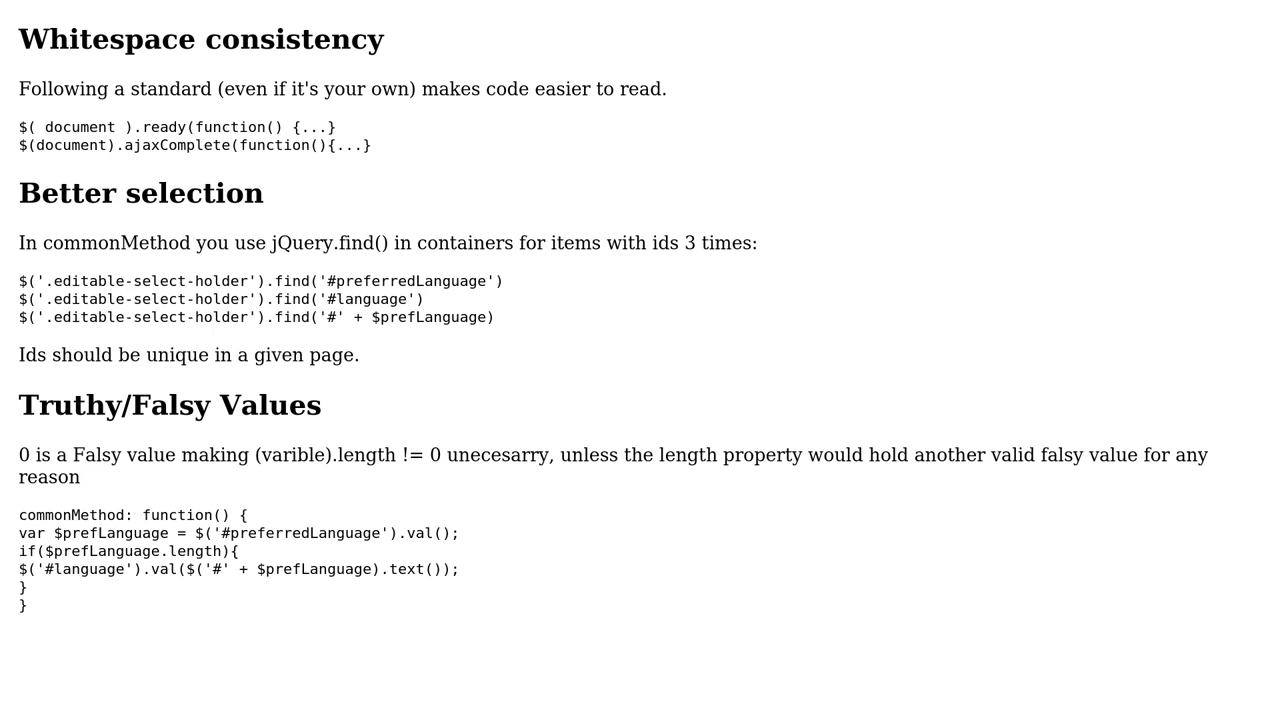 Whitespace consistency
Following a standard (even if it's your own) makes code easier to read.
$( document ).ready(function() {...}
$(document).ajaxComplete(function(){...}
Better selection
In commonMethod you use jQuery.find() in containers for items with ids 3 times:
$('.editable-select-holder').find('#preferredLanguage')
$('.editable-select-holder').find('#language')
$('.editable-select-holder').find('#' + $prefLanguage)
Ids should be unique in a given page.
Truthy/Falsy Values
0 is a Falsy value making (varible).length != 0 unecesarry, unless the length property would hold another valid falsy value for any
reason
commonMethod: function() {
var $prefLanguage = $('#preferredLanguage').val();
if($prefLanguage.length){
$('#language').val($('#' + $prefLanguage).text());
}
}